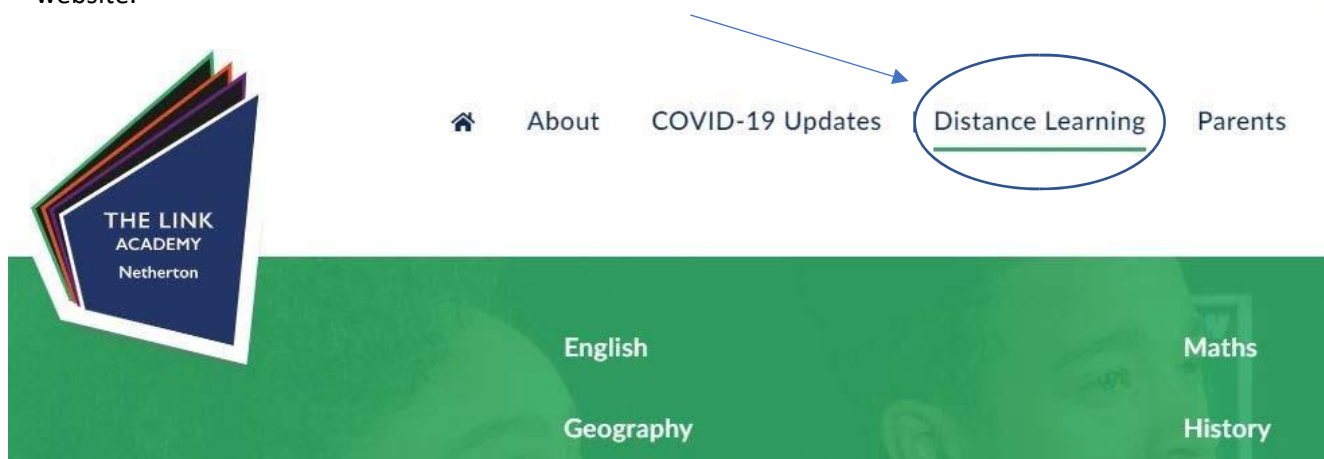 website.
About COVID-19 Updates Distance Learning Parents
THE LINK
ACADEMY
Netherton
English Maths
Geography History